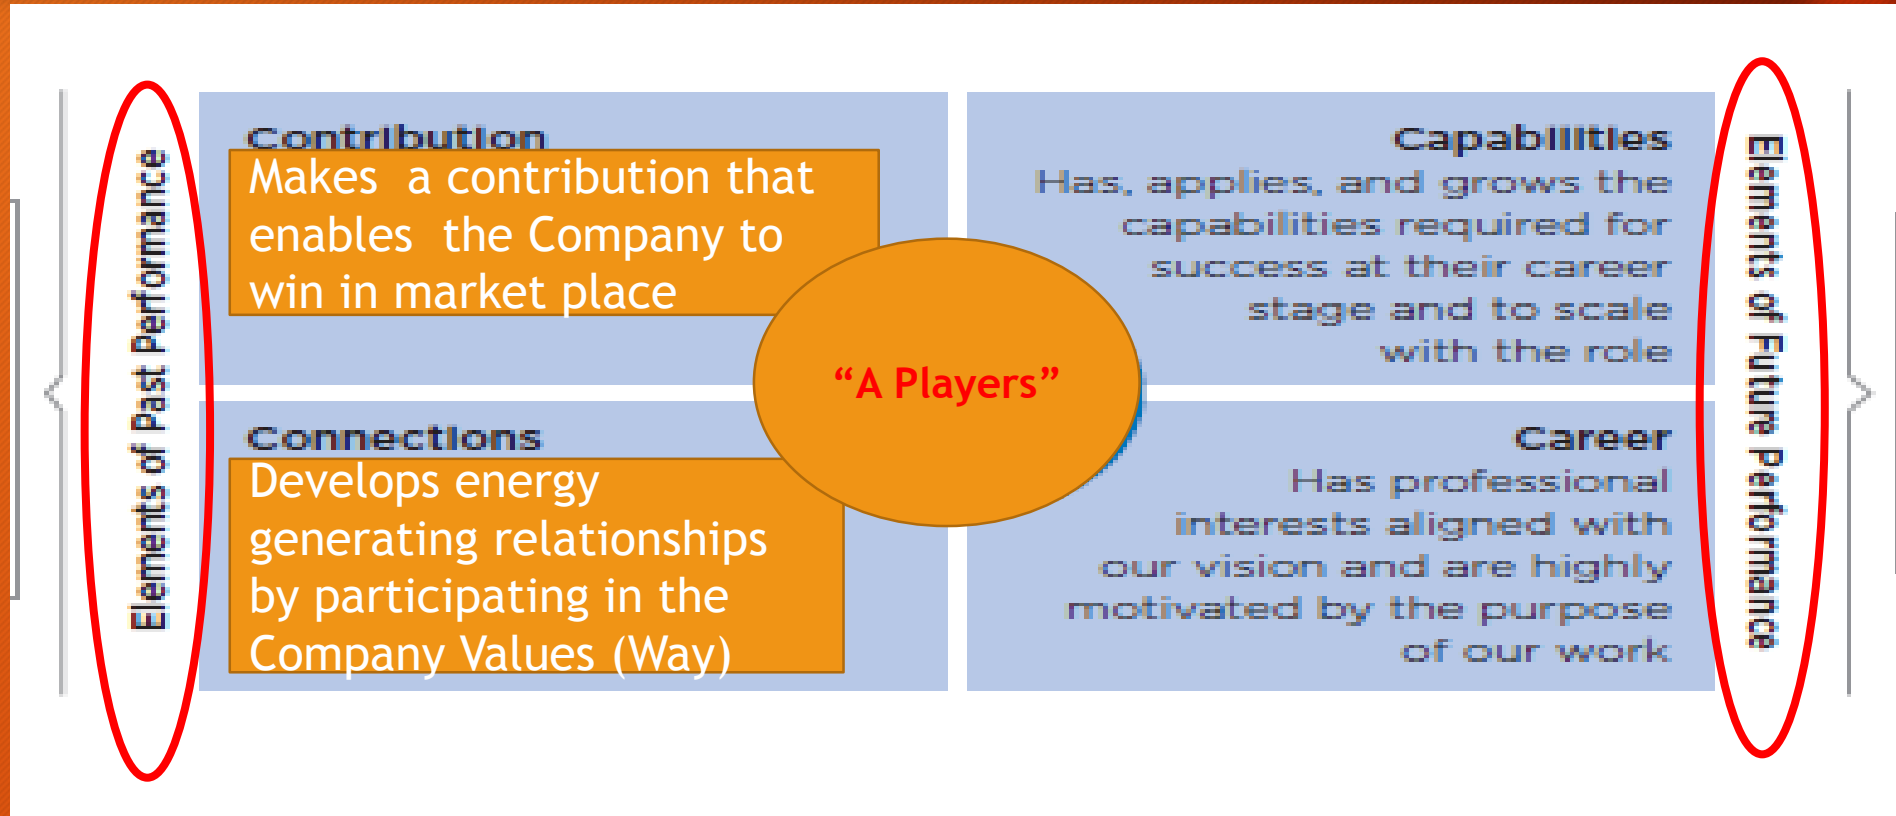 Elements of Past Performance
Contribution
Makes  a contribution that
enables  the Company to
win in market place
Connections
Develops energy
generating relationships
by participating in the
Company Values (Way)
“A Players”
Capabilities
Has, applies, and grows the
capabilities required for
success at their career
stage and to scale
with the role
Career
Has professional
interests aligned with
our vision and are highly
motivated by the purpose
of our work
Elements of Future Performance